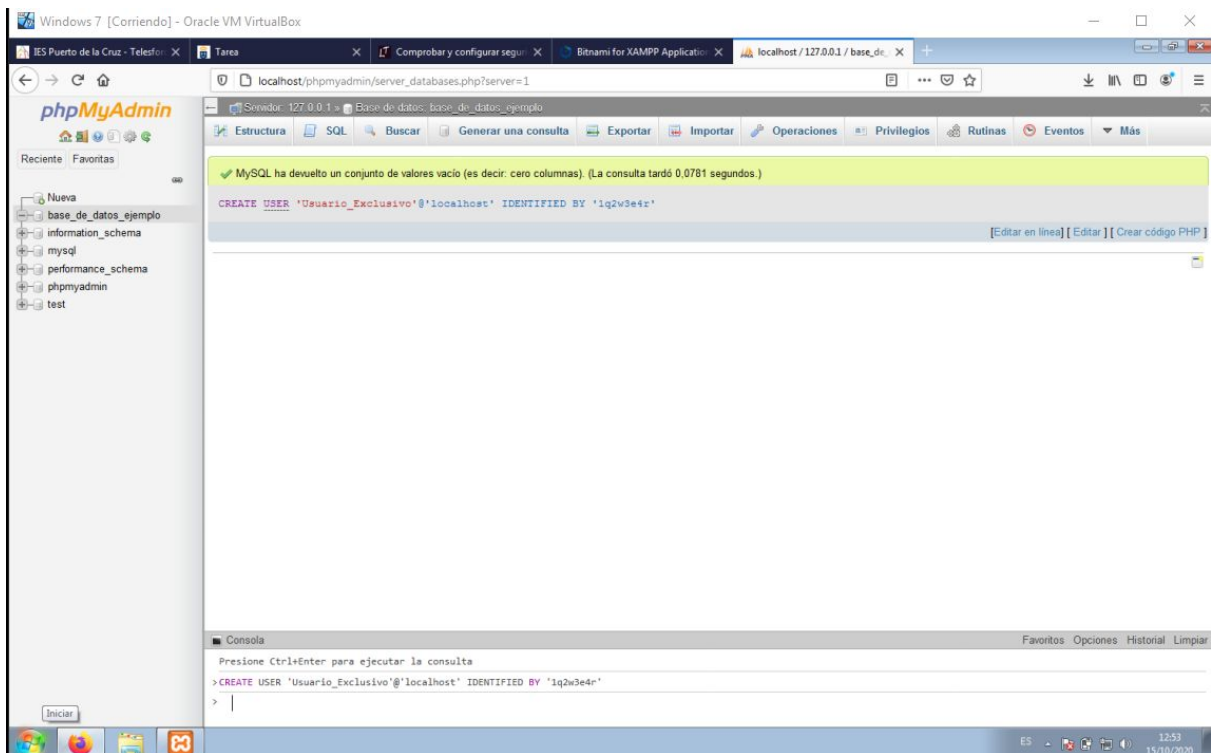 Windows 7 [Corriendo] - Oracle VM VirtualBox
IES Puerto de la Cruz - Telesfor
Tarea
Comprobar y configurar segur
Bitnami for XAMPP Application
localhost / 127.0.0.1 / base_de_
localhost/phpmyadmin/server_databases.php?server=1
phpMyAdmin
Reciente Favoritas
Nueva
base_de_datos_ejemplo
information_schema
mysql
performance_schema
phpmyadmin
test
Servidor: 127.0.0.1 » Base de datos: base_de_datos_ejemplo
Estructura SQL Buscar Generar una consulta Exportar Importar Operaciones Privilegios Rutinas Eventos Más
MySQL ha devuelto un conjunto de valores vacío (es decir: cero columnas). (La consulta tardó 0,0781 segundos.)
CREATE USER 'Usuario_Exclusivo'@'localhost' IDENTIFIED BY '1q2w3e4r'
[Editar en línea] [ Editar ] [ Crear código PHP ]
Consola
Favoritos Opciones Historial Limpiar
Presione Ctrl+Enter para ejecutar la consulta
>CREATE USER 'Usuario_Exclusivo'@'localhost' IDENTIFIED BY '1q2w3e4r'
>
Iniciar
ES
12:53
15/10/2020